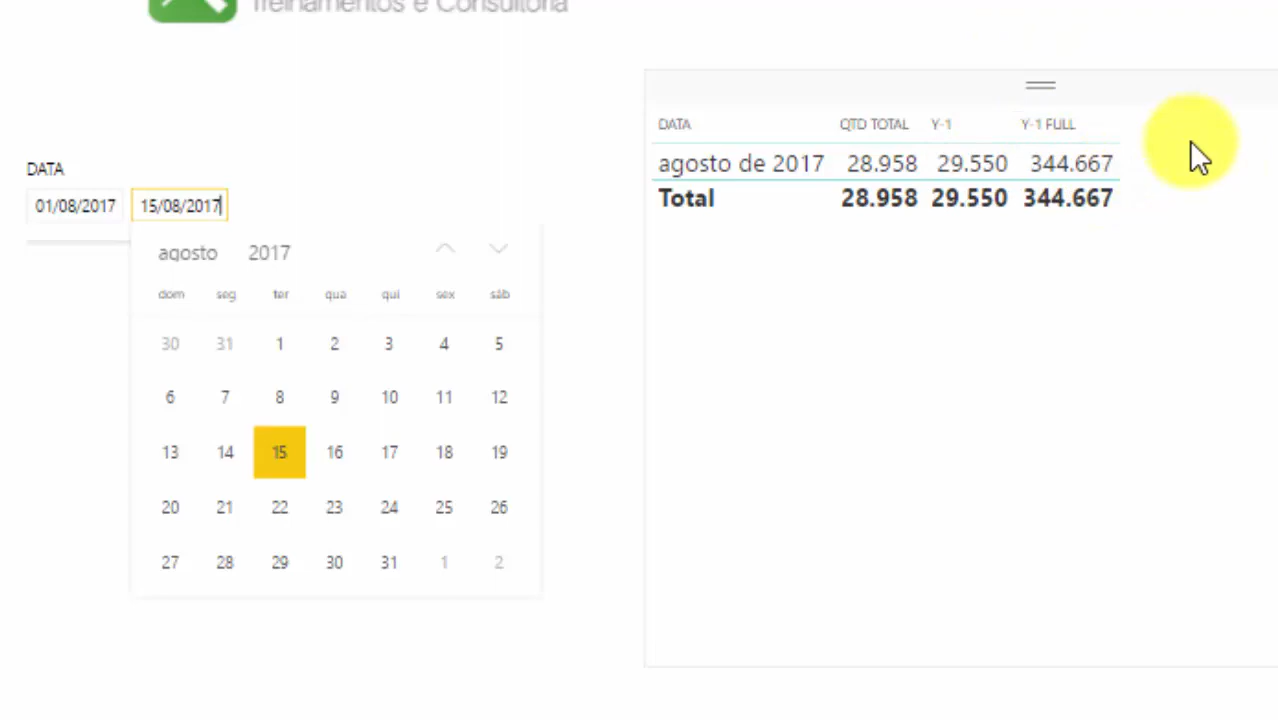 Treinamentos e Consultoria
DATA
01/08/2017 15/08/2017
agosto 2017
dom seg ter qua qui sex sáb
30 31 1 2 3 4 5
6 7 8 9 10 11 12
13 14 15 16 17 18 19
20 21 22 23 24 25 26
27 28 29 30 31 1 2
DATA QTD TOTAL Y-1 Y-1 FULL
agosto de 2017 28.958 29.550 344.667
Total 28.958 29.550 344.667